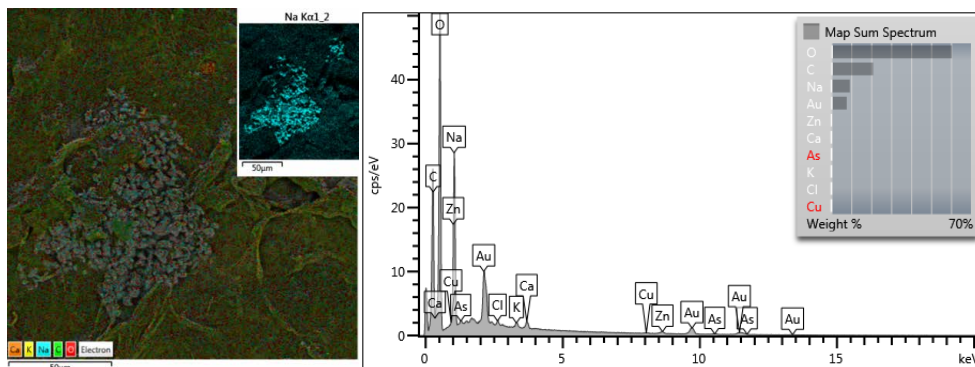 Na Kα1_2
50μm
Ca K Na C O Electron
50μm
cps/eV
40
30
20
10
0
O
Na
C
Zn
Au
Cu
Ca As Cl K Ca
Cu Zn Au As Au As Au
0 5 10 15 keV
Map Sum Spectrum
O
C
Na
Au
Zn
Ca
As
K
Cl
Cu
Weight % 70%